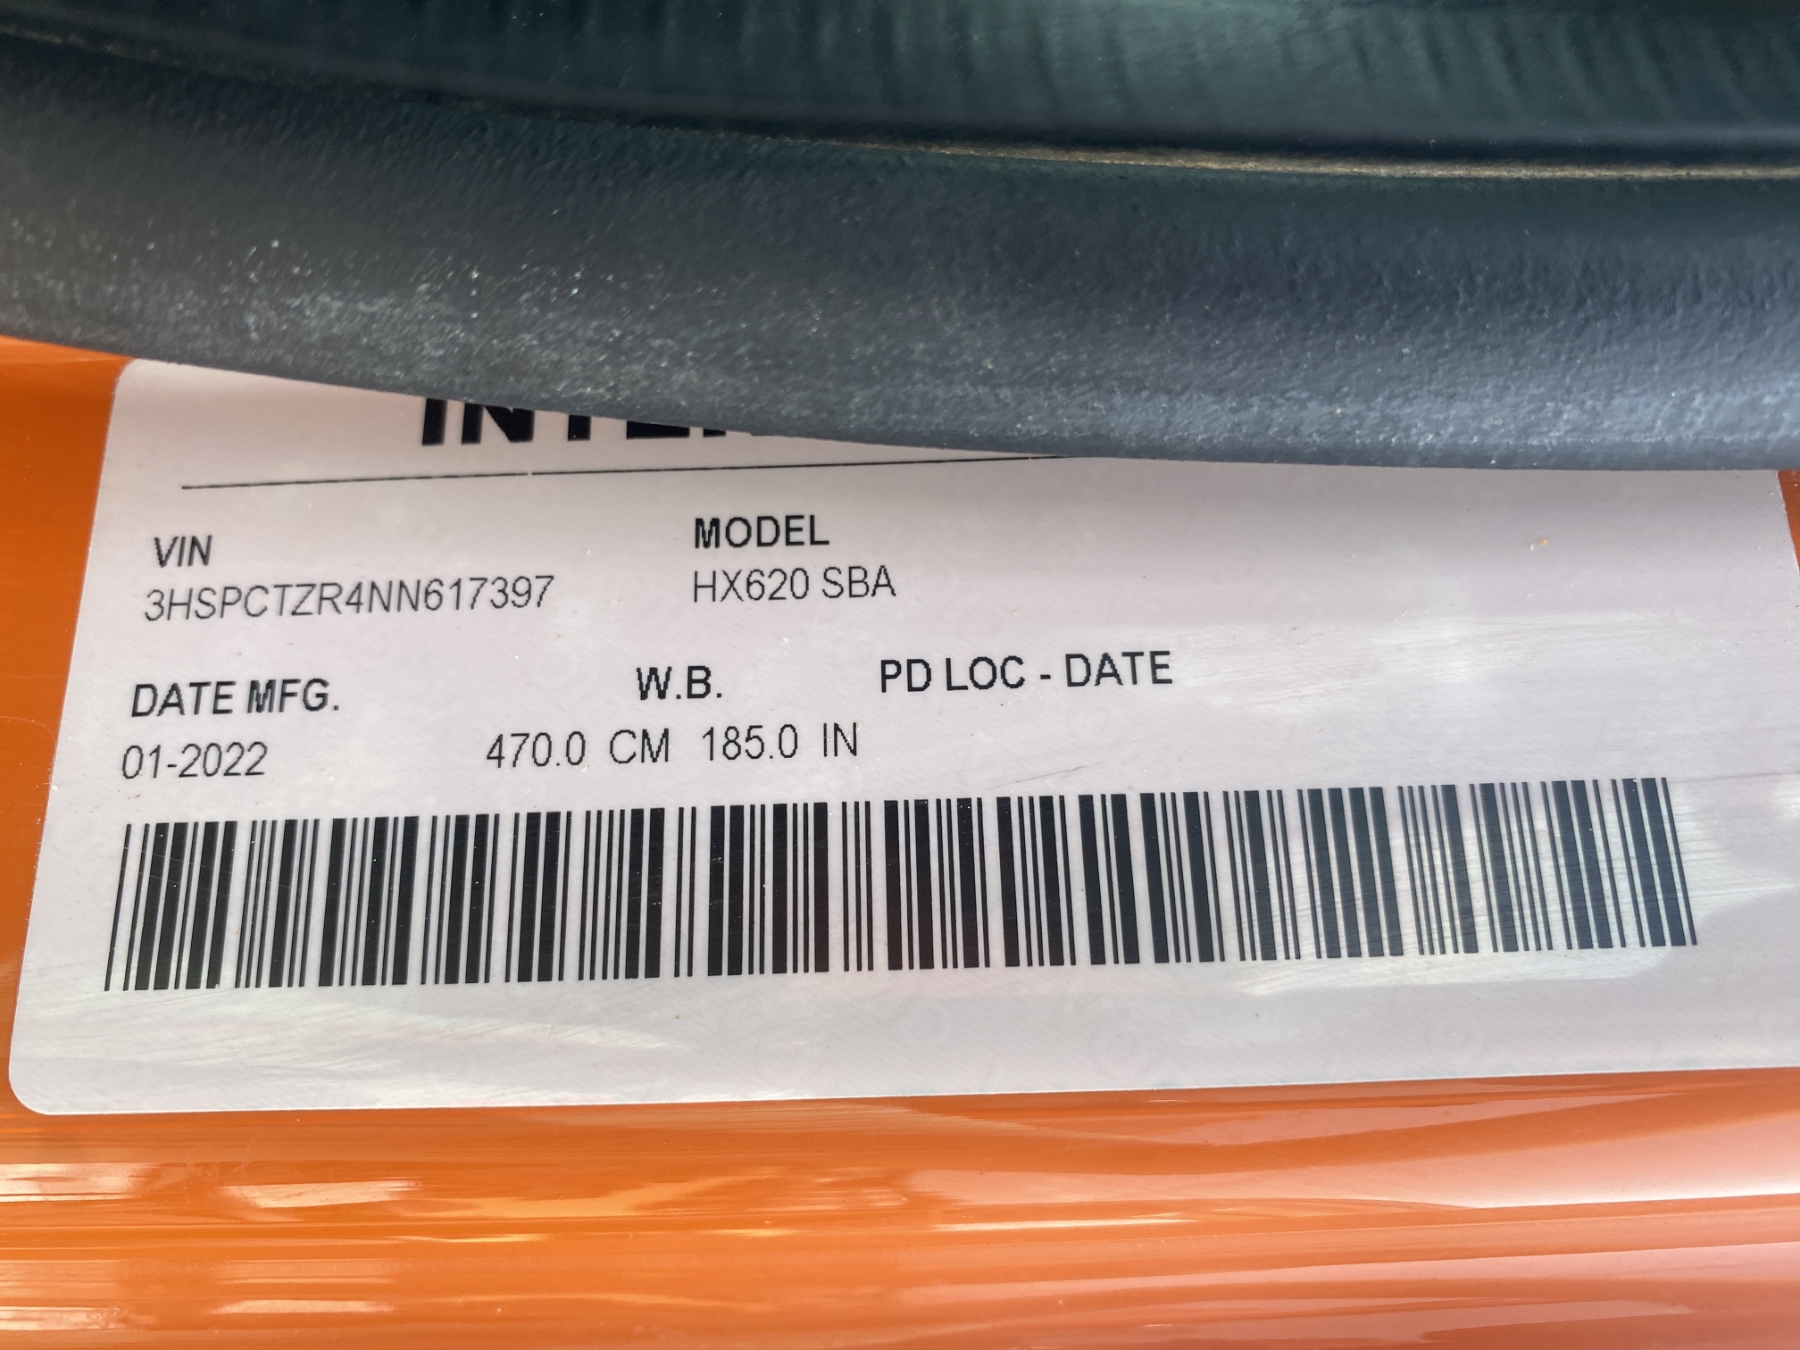 VIN MODEL
3HSPCTZR4NN617397 HX620 SBA
DATE MFG. W.B. PD LOC - DATE
01-2022 470.0 CM 185.0 IN